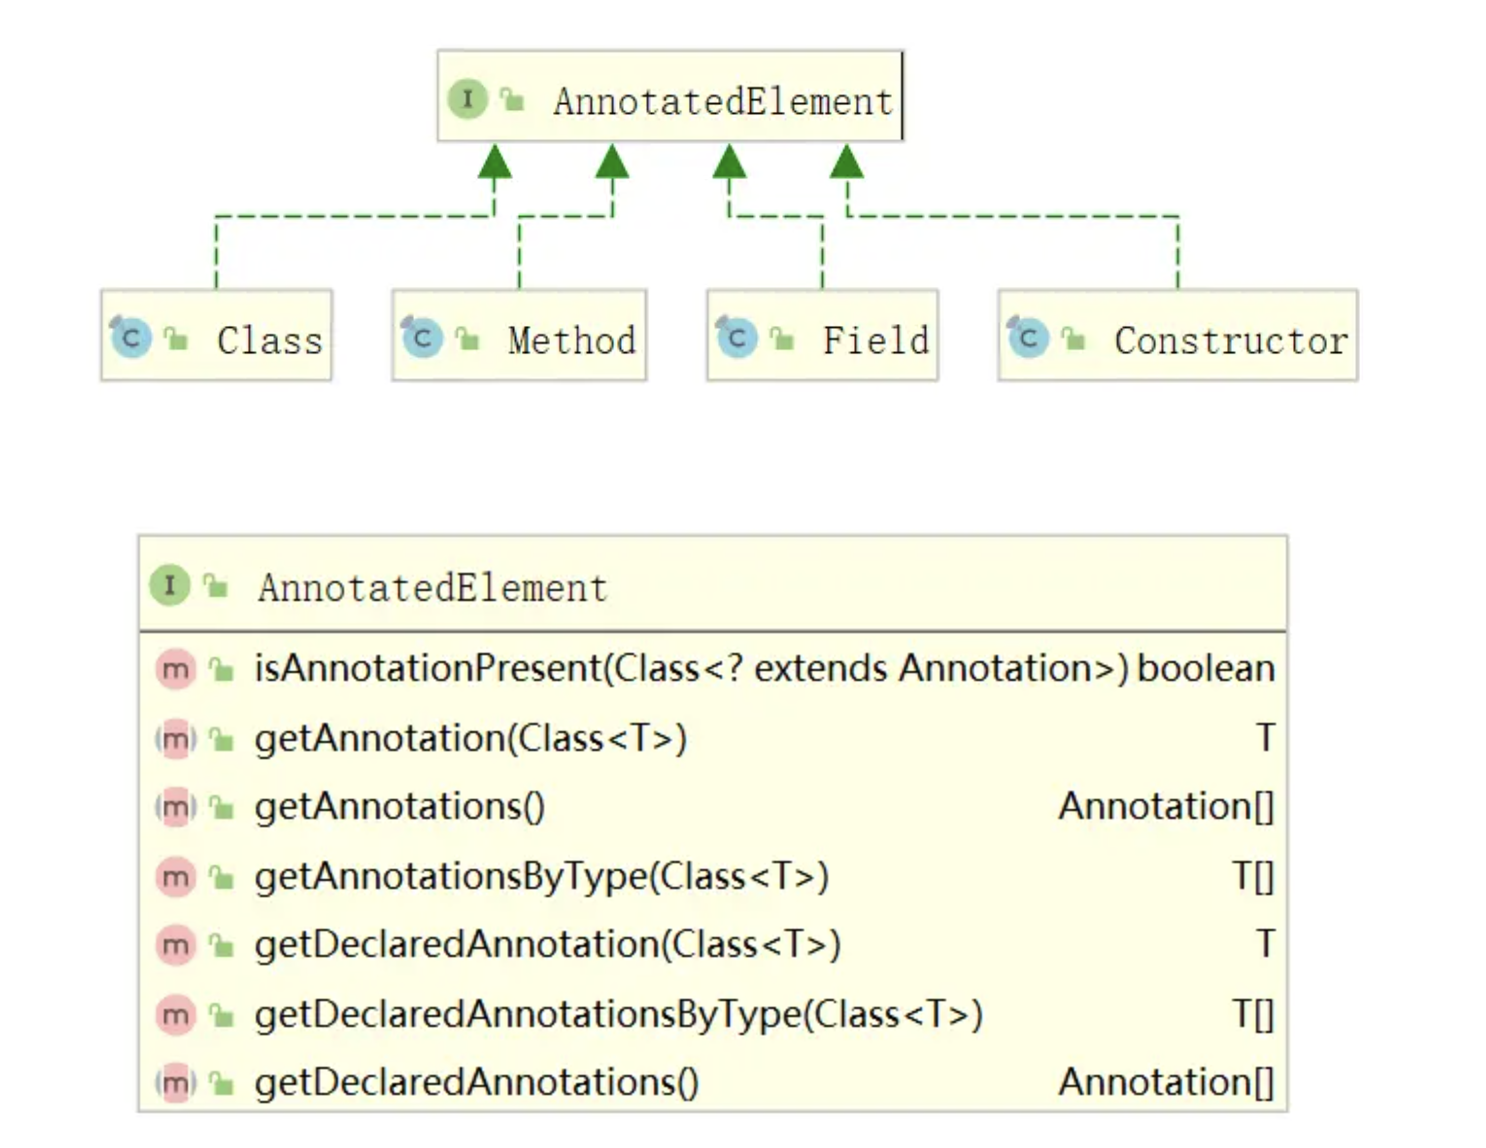 I AnnotatedElement
C Class C Method C Field C Constructor
I AnnotatedElement
m isAnnotationPresent(Class<? extends Annotation>) boolean
(m) getAnnotation(Class<T>) T
(m) getAnnotations() Annotation[]
m getAnnotationsByType(Class<T>) T[]
m getDeclaredAnnotation(Class<T>) T
m getDeclaredAnnotationsByType(Class<T>) T[]
(m) getDeclaredAnnotations() Annotation[]